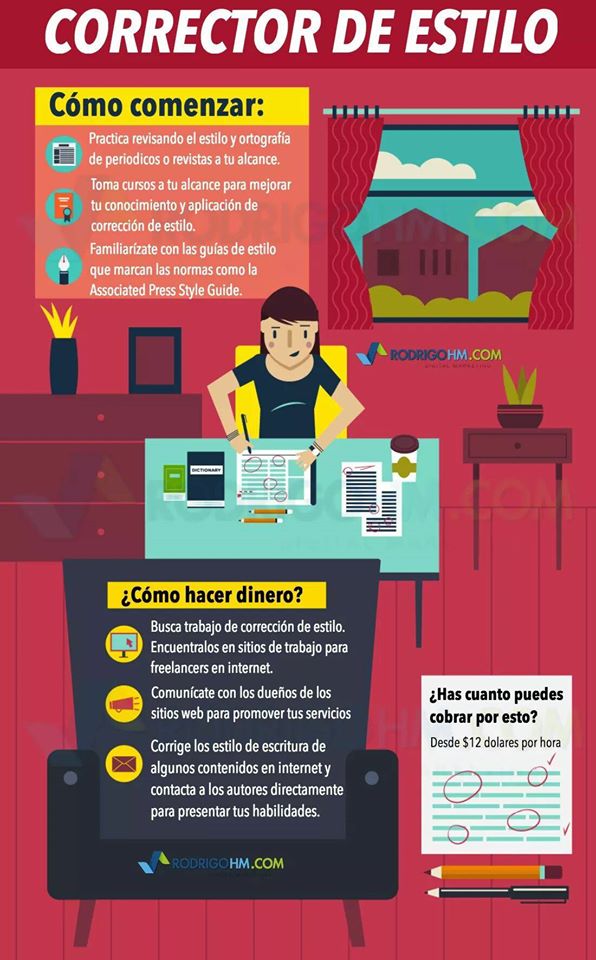 CORRECTOR DE ESTILO
Cómo comenzar:
Practica revisando el estilo y ortografía
de periodicos o revistas a tu alcance.
Toma cursos a tu alcance para mejorar
tu conocimiento y aplicación de
corrección de estilo.
Familiarízate con las guías de estilo
que marcan las normas como la
Associated Press Style Guide.
RODRIGOHM.COM
DIGITAL MARKETING
DICTIONARY
RODRIGOHM.COM
¿Cómo hacer dinero?
Busca trabajo de corrección de estilo.
Encuentralos en sitios de trabajo para
freelancers en internet.
Comunícate con los dueños de los
sitios web para promover tus servicios
Corrige los estilo de escritura de
algunos contenidos en internet y
contacta a los autores directamente
para presentar tus habilidades.
¿Has cuanto puedes
cobrar por esto?
Desde $12 dolares por hora
RODRIGOHM.COM